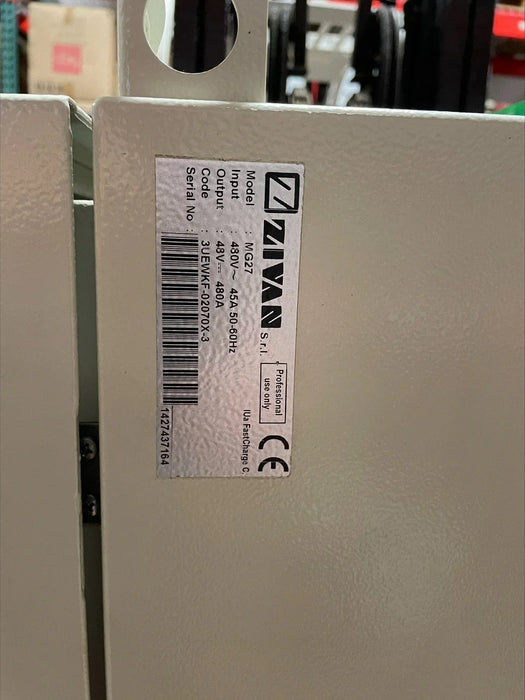 ZIVAN S.r.l.
Professional
use only
CE
Model : MG27
IUa FastCharge C.
Input : 480V~ 45A 50-60Hz
Output : 48V⎓ 480A
Code : 3UEWKF-02070X-3
Serial No :
1427437164